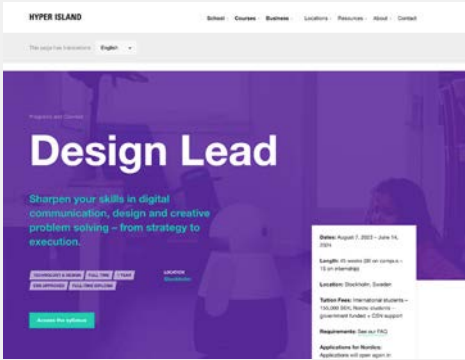 HYPER ISLAND
School Courses Business Locations Resources About Contact
This page has translations English
Programs and Courses
Design Lead
Sharpen your skills in digital
communication, design and creative
problem solving – from strategy to
execution.
TECHNOLOGY & DESIGN FULL TIME 1 YEAR
CSN APPROVED FULL-TIME DIPLOMA
LOCATION
Stockholm
Access the syllabus
Dates: August 7, 2023 – June 14,
2024
Length: 45 weeks (30 on campus –
15 on internship)
Location: Stockholm, Sweden
Tuition Fees: International students –
155,000 SEK; Nordic students –
government funded + CSN support
Requirements: See our FAQ
Applications for Nordics:
Applications will open again in